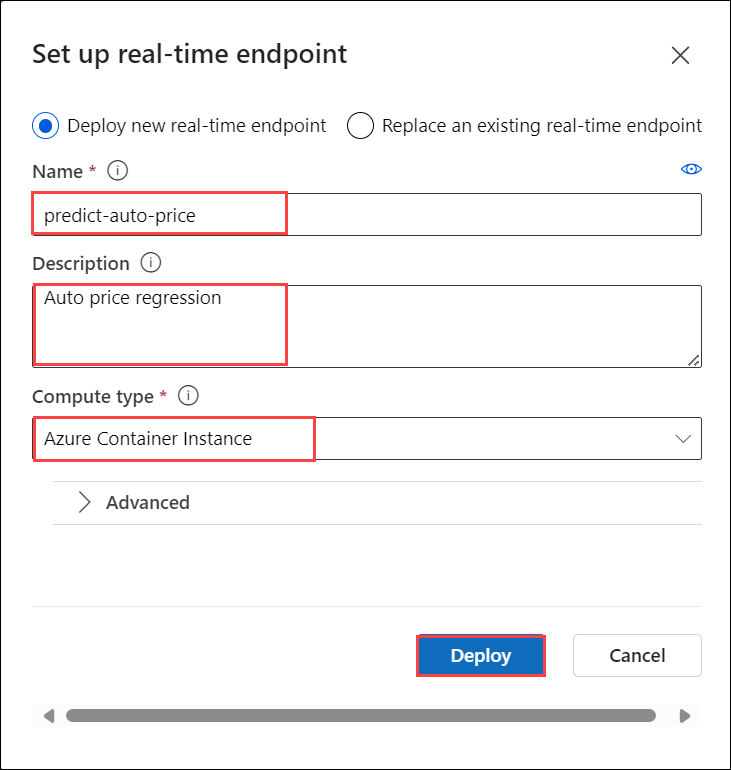 Set up real-time endpoint
Deploy new real-time endpoint Replace an existing real-time endpoint
Name *
predict-auto-price
Description
Auto price regression
Compute type *
Azure Container Instance
Advanced
Deploy Cancel